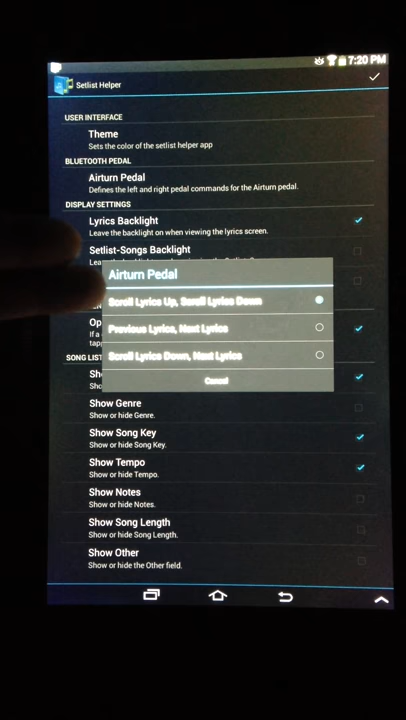 7:20 PM
Setlist Helper
USER INTERFACE
Theme
Sets the color of the setlist helper app
BLUETOOTH PEDAL
Airturn Pedal
Defines the left and right pedal commands for the Airturn pedal.
DISPLAY SETTINGS
Lyrics Backlight
Leave the backlight on when viewing the lyrics screen.
Setlist-Songs Backlight
Airturn Pedal
Scroll Lyrics Up, Scroll Lyrics Down
Previous Lyrics, Next Lyrics
Scroll Lyrics Down, Next Lyrics
Cancel
If a
SONG LIST
Show Genre
Show or hide Genre.
Show Song Key
Show or hide Song Key.
Show Tempo
Show or hide Tempo.
Show Notes
Show or hide Notes.
Show Song Length
Show or hide Song Length.
Show Other
Show or hide the Other field.